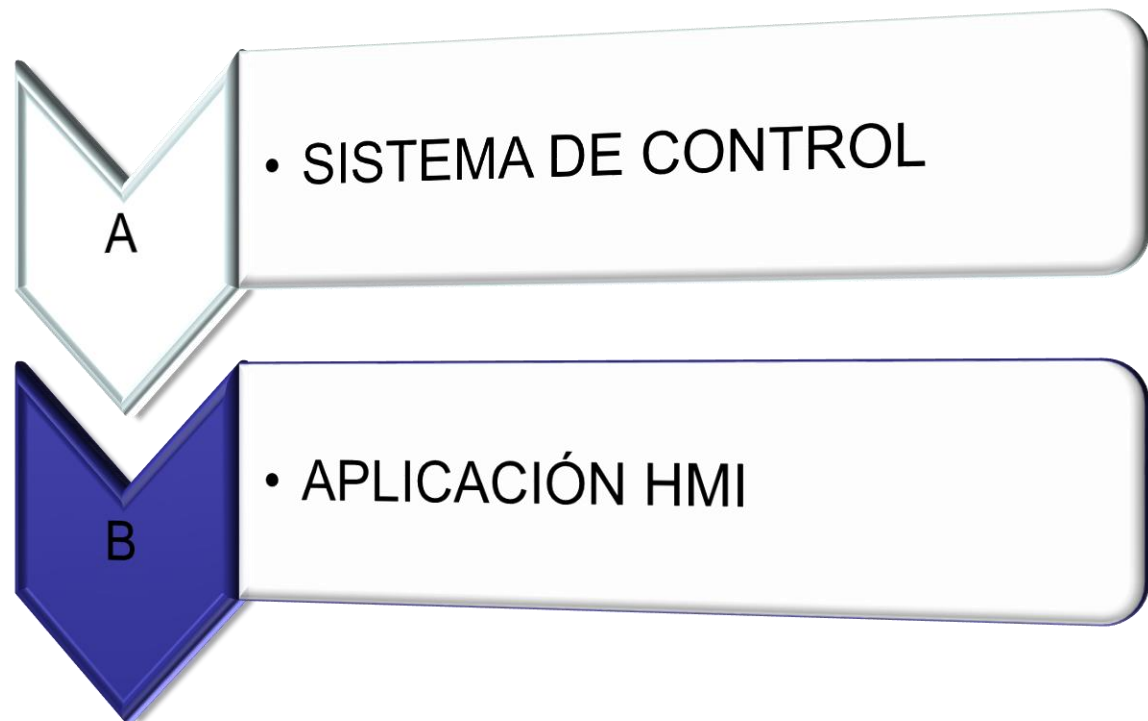 A
• SISTEMA DE CONTROL
B
• APLICACIÓN HMI